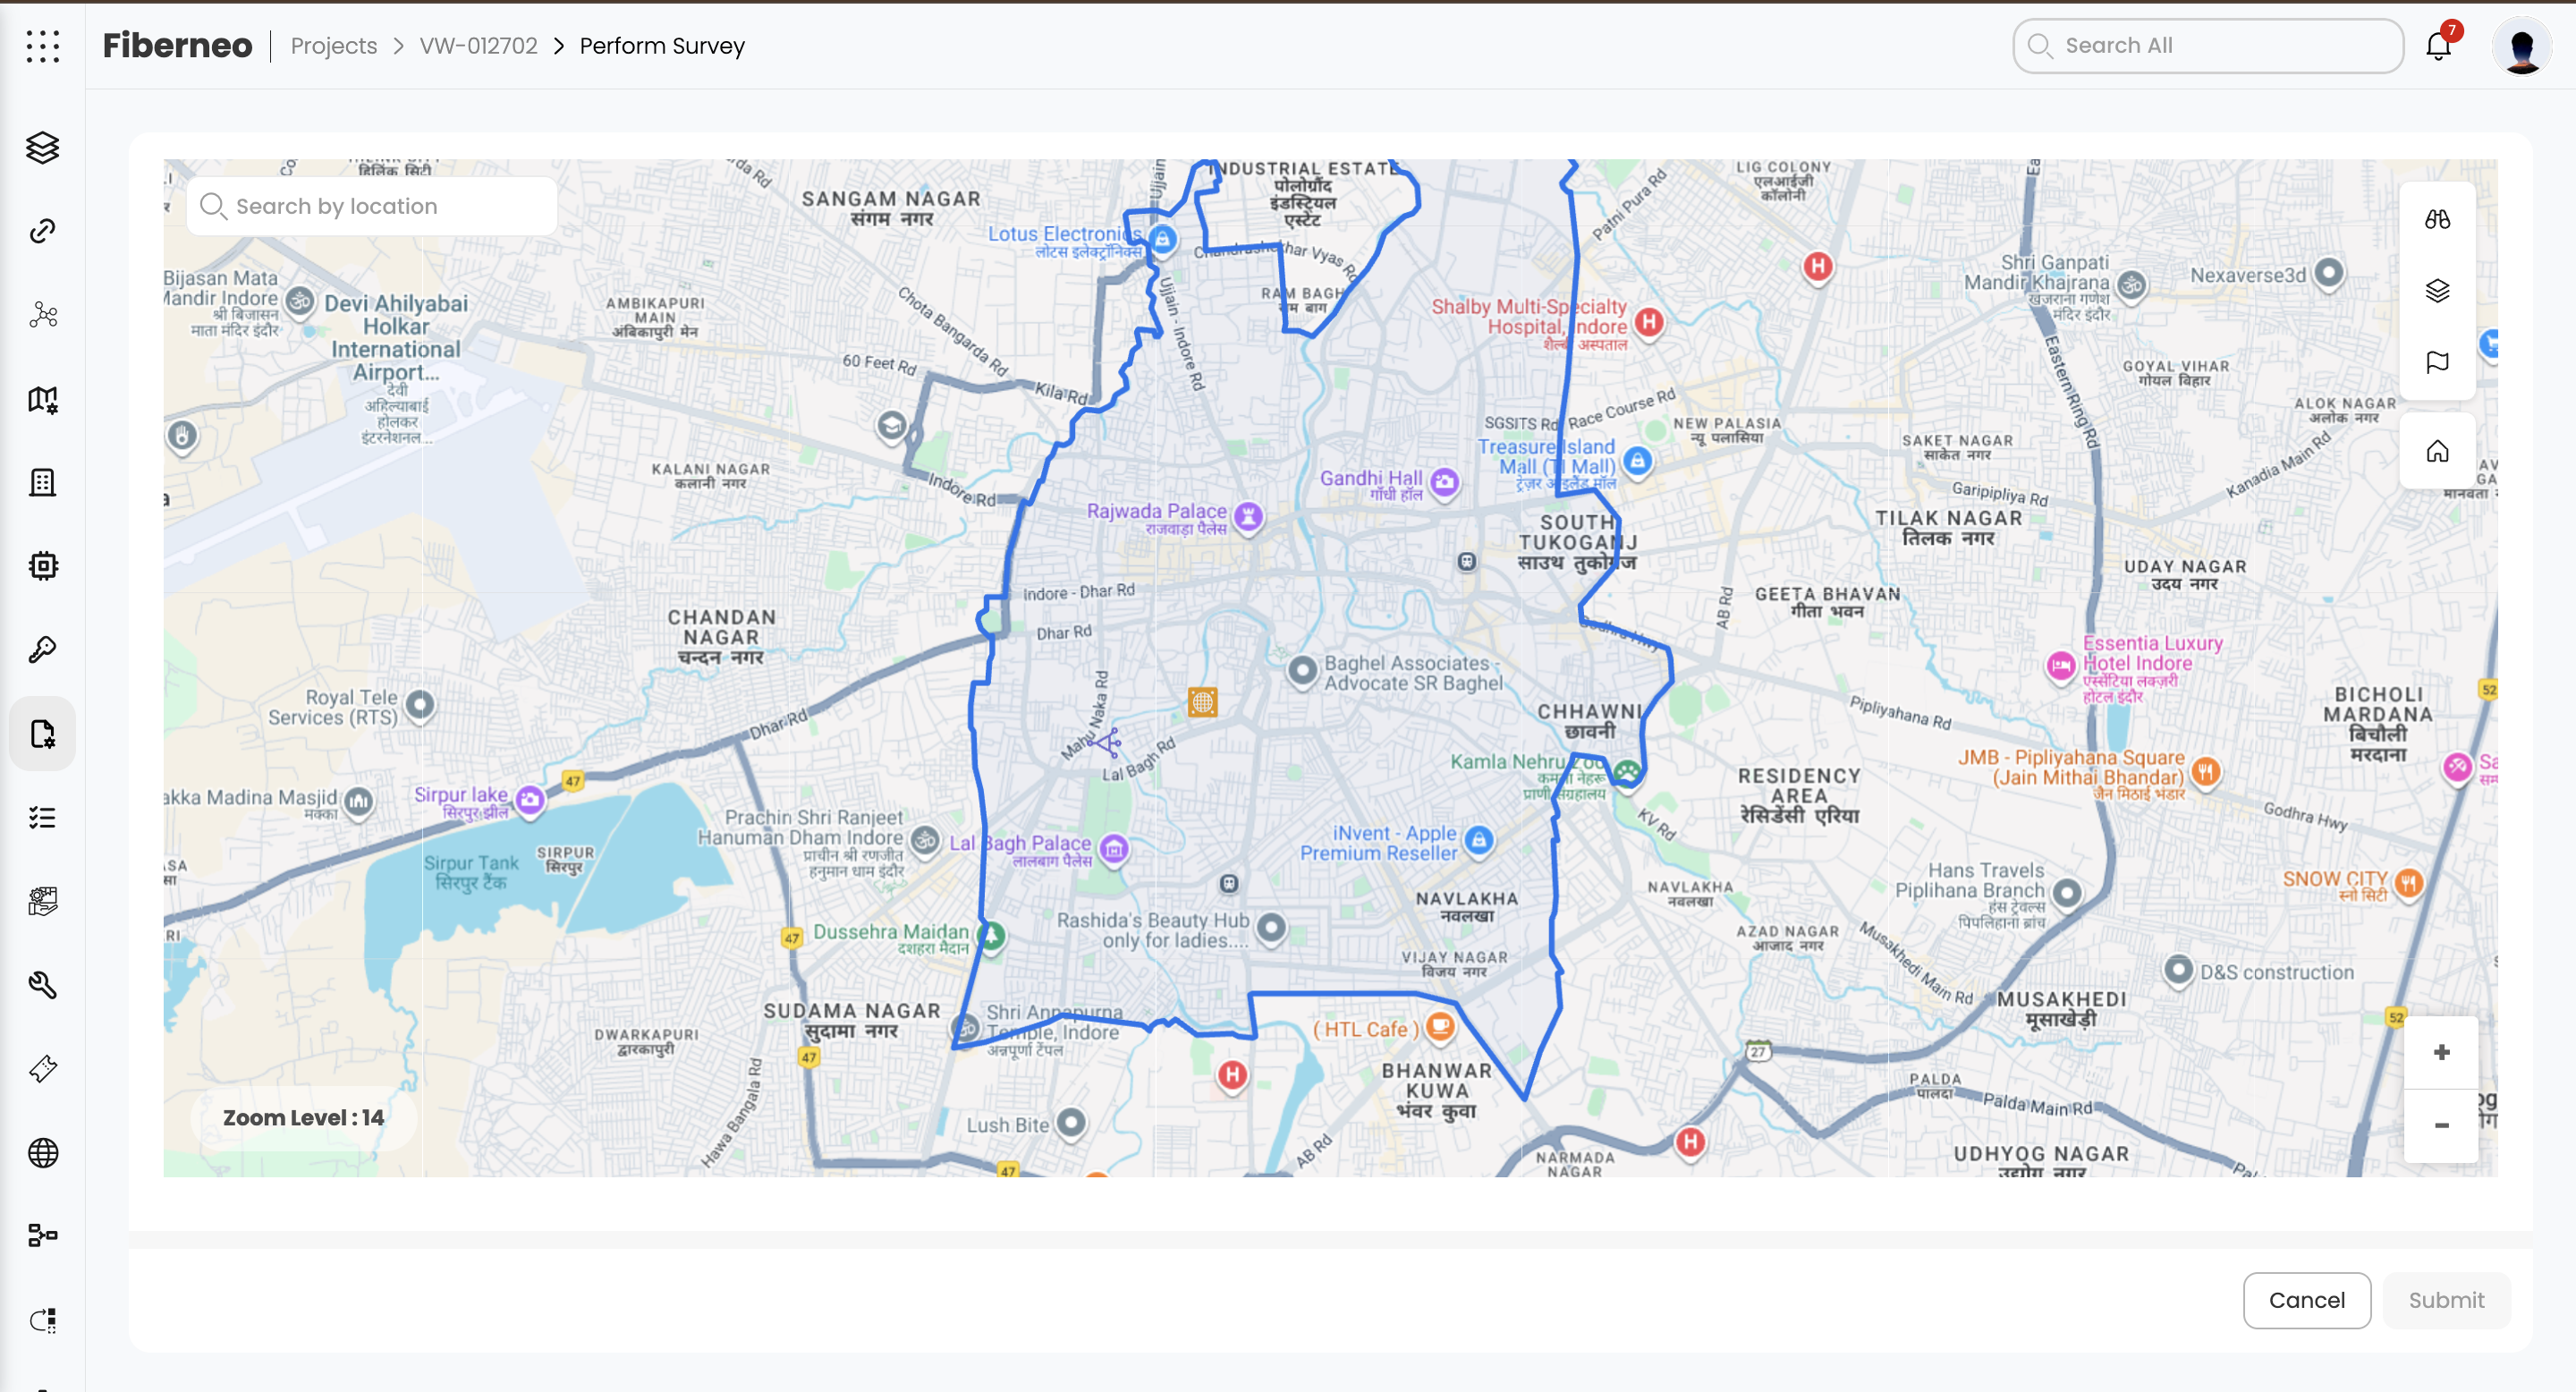 Fiberneo
Projects > VW-012702 > Perform Survey
Search All
7
Search by location
SANGAM NAGAR
संगम नगर
INDUSTRIAL ESTATE
पोलोग्राँद
इंडस्ट्रियल
एस्टेट
Lotus Electronics
लोटस इलेक्ट्रॉनिक्स
Ujjain
Chandrashekhar Vyas Rd
RAM BAGH
राम बाग
Ujjain - Indore Rd
LIG COLONY
एलआईजी
कॉलोनी
Patni Pura Rd
Shri Ganpati
Mandir Khajrana
खजराना गणेश
मंदिर इंदौर
Nexaverse3d
Bijasan Mata
Mandir Indore
श्री बिजासन
माता मंदिर इंदौर
Devi Ahilyabai
Holkar
International
Airport...
देवी
अहिल्याबाई
होलकर
इंटरनेशनल...
AMBIKAPURI
MAIN
अंबिकापुरी मेन
Chota Bangarda Rd
60 Feet Rd
Kila Rd
Shalby Multi-Specialty
Hospital, Indore
शैल्बी अस्पताल
Eastern Ring Rd
GOYAL VIHAR
गोयल विहार
ALOK NAGAR
अलोक नगर
SGSITS Rd
Race Course Rd
NEW PALASIA
न्यू पलासिया
SAKET NAGAR
साकेत नगर
Kanadia Main Rd
Treasure Island
Mall (TI Mall)
ट्रेज़र आइलैंड मॉल
KALANI NAGAR
कलानी नगर
Indore Rd
Gandhi Hall
गाँधी हॉल
Rajwada Palace
राजवाड़ा पैलेस
Garipipliya Rd
TILAK NAGAR
तिलक नगर
SOUTH
TUKOGANJ
साउथ तुकोगंज
UDAY NAGAR
उदय नगर
Indore - Dhar Rd
GEETA BHAVAN
गीता भवन
AB Rd
CHANDAN
NAGAR
चन्दन नगर
Dhar Rd
Godhra Hwy
Essentia Luxury
Hotel Indore
एस्सेंटिया लक्ज़री
होटल इंदौर
Baghel Associates -
Advocate SR Baghel
Royal Tele
Services (RTS)
Mahu Naka Rd
Dhar Rd
CHHAWNI
छावनी
Pipliyahana Rd
BICHOLI
MARDANA
बिचौली
मरदाना
52
Lal Bagh Rd
Kamla Nehru Zoo
कमला नेहरू
प्राणी संग्रहालय
RESIDENCY
AREA
रेसिडेंसी एरिया
JMB - Pipliyahana Square
(Jain Mithai Bhandar)
जैन मिठाई भंडार
47
akka Madina Masjid
मक्का
Sirpur lake
सिरपुर झील
Godhra Hwy
Prachin Shri Ranjeet
Hanuman Dham Indore
प्राचीन श्री रणजीत
हनुमान धाम इंदौर
KV Rd
Lal Bagh Palace
लालबाग पैलेस
iNvent - Apple
Premium Reseller
Sirpur Tank
सिरपुर टैंक
SIRPUR
सिरपुर
Hans Travels
Piplihana Branch
हंस ट्रेवल्स
पिपलिहाना ब्रांच
SNOW CITY
स्नो सिटी
NAVLAKHA
नवलखा
NAVLAKHA
नवलखा
47
Dussehra Maidan
दशहरा मैदान
Rashida's Beauty Hub
only for ladies....
AZAD NAGAR
आजाद नगर
Musakhedi Main Rd
VIJAY NAGAR
विजय नगर
D&S construction
MUSAKHEDI
मूसाखेड़ी
SUDAMA NAGAR
सुदामा नगर
Shri Annapurna
Temple, Indore
अन्नपूर्णा टेंपल
DWARKAPURI
द्वारकापुरी
( HTL Cafe )
52
47
27
BHANWAR
KUWA
भंवर कुवा
Hawa Bangala Rd
PALDA
पालदा
Palda Main Rd
Zoom Level : 14
Lush Bite
AB Rd
NARMADA
NAGAR
UDHYOG NAGAR
उद्योग नगर
47
Cancel
Submit